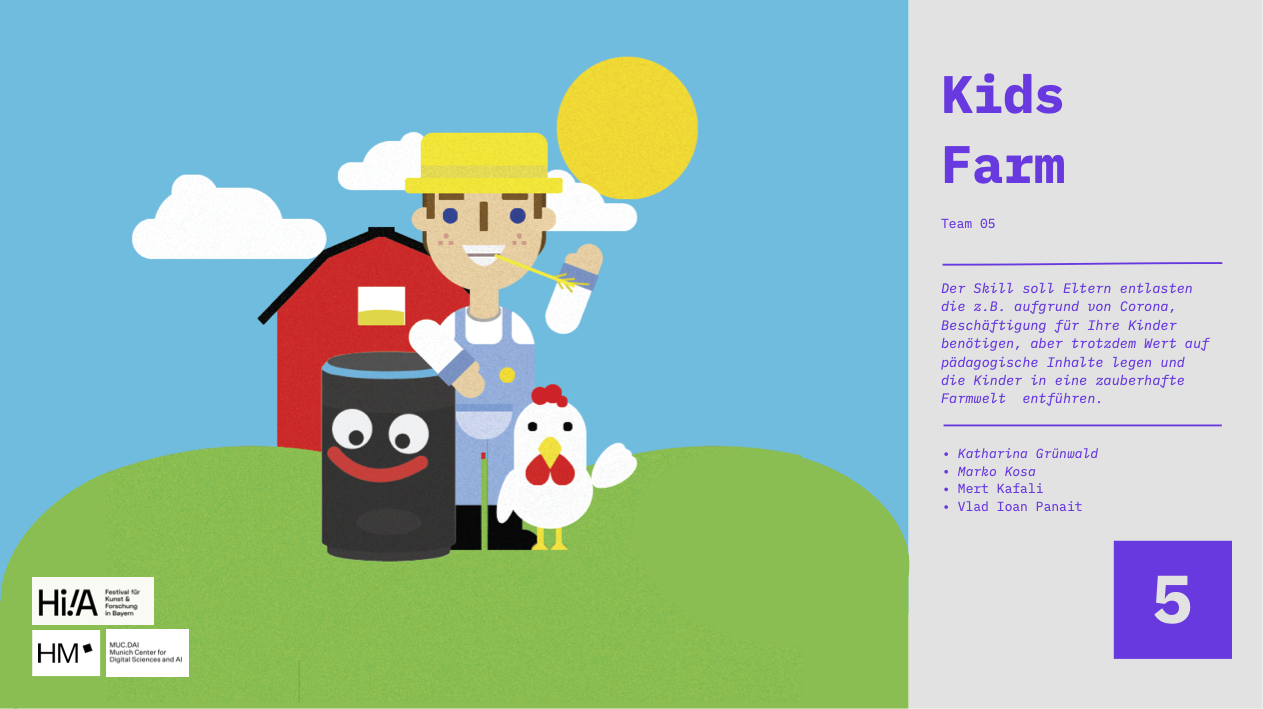 Kids
Farm
Team 05
Der Skill soll Eltern entlasten
die z.B. aufgrund von Corona,
Beschäftigung für Ihre Kinder
benötigen, aber trotzdem Wert auf
pädagogische Inhalte legen und
die Kinder in eine zauberhafte
Farmwelt  entführen.
• Katharina Grünwald
• Marko Kosa
• Mert Kafali
• Vlad Ioan Panait
5
Hi!A
Festival für
Kunst &
Forschung
in Bayern
HM
MUC.DAI
Munich Center for
Digital Sciences and AI